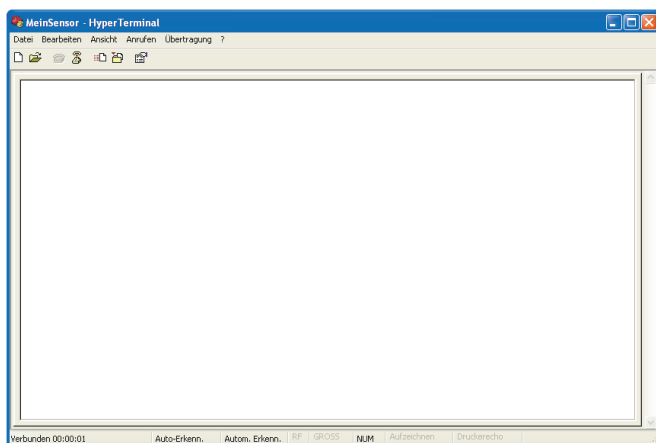 MeinSensor - HyperTerminal
Datei Bearbeiten Ansicht Anrufen Übertragung ?
Verbunden 00:00:01 Auto-Erkenn. Autom. Erkenn. RF GROSS NUM Aufzeichnen Druckerecho